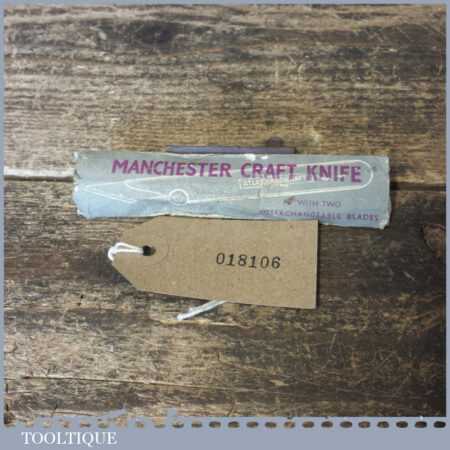 MANCHESTER CRAFT KNIFE
WITH TWO
INTERCHANGEABLE BLADES
018106
TOOLTIQUE